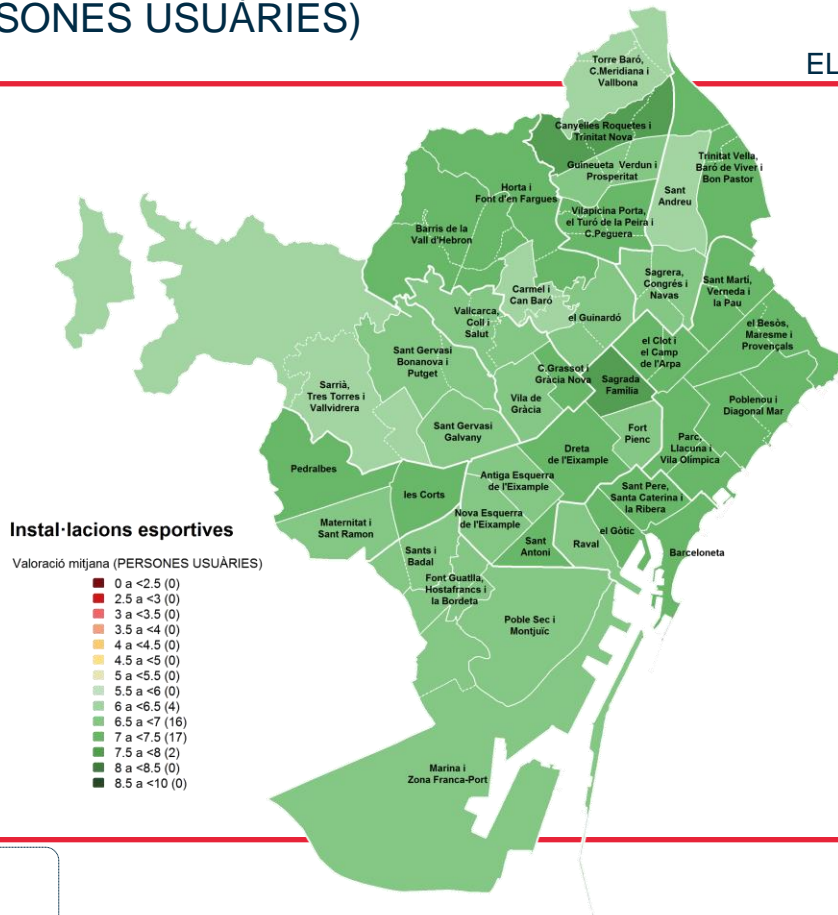 SONES USUÀRIES)
EL
Torre Baró,
C.Meridiana i
Vallbona
Canyelles Roquetes i
Trinitat Nova
Guineueta Verdun i
Prosperitat
Trinitat Vella,
Baró de Viver i
Bon Pastor
Horta i
Font d'en Fargues
Sant
Andreu
Vilapicina Porta,
el Turó de la Peira i
C.Peguera
Barris de la
Vall d'Hebron
Sagrera,
Congrés i
Navas
Sant Martí,
Verneda i
la Pau
Carmel i
Can Baró
Vallcarca,
Coll i
Salut
el Guinardó
el Besòs,
Maresme i
Provençals
el Clot i
el Camp
de l'Arpa
Sant Gervasi
Bonanova i
Putget
C.Grassot i
Gràcia Nova
Sagrada
Família
Sarrià,
Tres Torres i
Vallvidrera
Vila de
Gràcia
Poblenou i
Diagonal Mar
Sant Gervasi
Galvany
Fort
Pienc
Parc,
Llacuna i
Vila Olímpica
Dreta
de l'Eixample
Pedralbes
Antiga Esquerra
de l'Eixample
Sant Pere,
Santa Caterina i
la Ribera
les Corts
Nova Esquerra
de l'Eixample
Maternitat i
Sant Ramon
el Gòtic
Sant
Antoni
Raval
Barceloneta
Sants i
Badal
Font Guatlla,
Hostafrancs i
la Bordeta
Poble Sec i
Montjuïc
Marina i
Zona Franca-Port
Instal·lacions esportives
Valoració mitjana (PERSONES USUÀRIES)
0 a <2.5 (0)
2.5 a <3 (0)
3 a <3.5 (0)
3.5 a <4 (0)
4 a <4.5 (0)
4.5 a <5 (0)
5 a <5.5 (0)
5.5 a <6 (0)
6 a <6.5 (4)
6.5 a <7 (16)
7 a <7.5 (17)
7.5 a <8 (2)
8 a <8.5 (0)
8.5 a <10 (0)